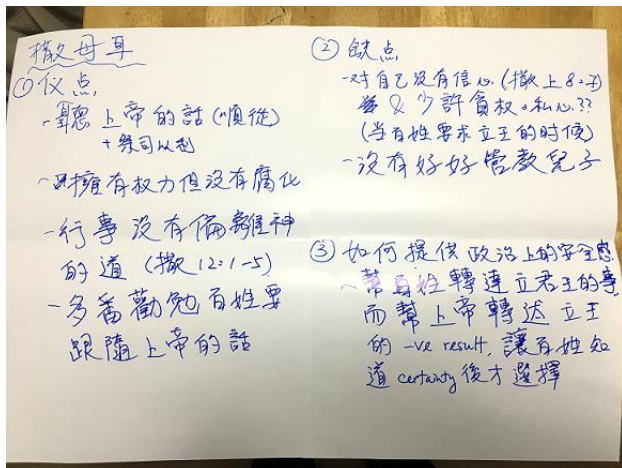 撒母耳
① 仪点
- 聽上帝的話 (順從)
+ 祭司以利
- 擁有权力但没有腐化
- 行事没有偏離神
的道 (撒12:1-5)
- 多番勸勉百姓要
跟隨上帝的話
② 缺点
- 对自己没有信心 (撒上8:7)
& 少許貪权。私心??
(当百姓要求立王的时候)
- 沒有好好管教兒子
③ 如何提供政治上的安全感
- 幫百姓轉達立君王的事
而幫上帝轉达立王
的 -ve result, 讓百姓知
道 certainty 後才選擇